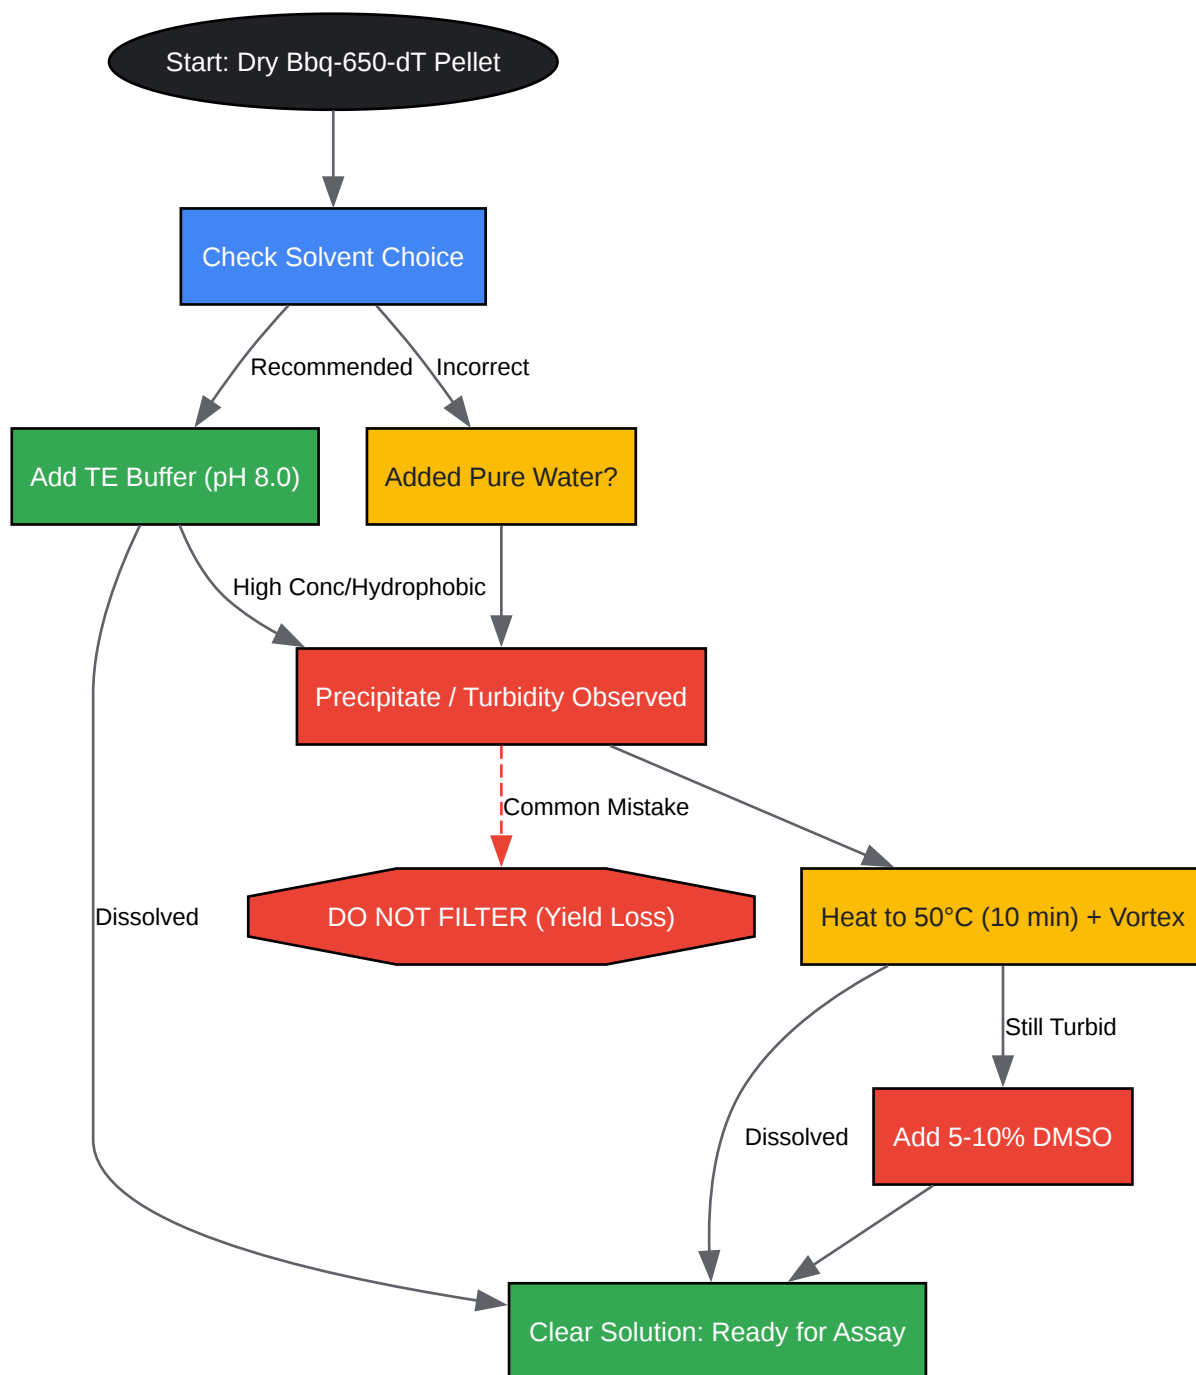 Start: Dry Bbq-650-dT Pellet
Check Solvent Choice
Recommended
Incorrect
Add TE Buffer (pH 8.0)
Added Pure Water?
High Conc/Hydrophobic
Precipitate / Turbidity Observed
Common Mistake
Dissolved
DO NOT FILTER (Yield Loss)
Heat to 50°C (10 min) + Vortex
Still Turbid
Dissolved
Add 5-10% DMSO
Clear Solution: Ready for Assay